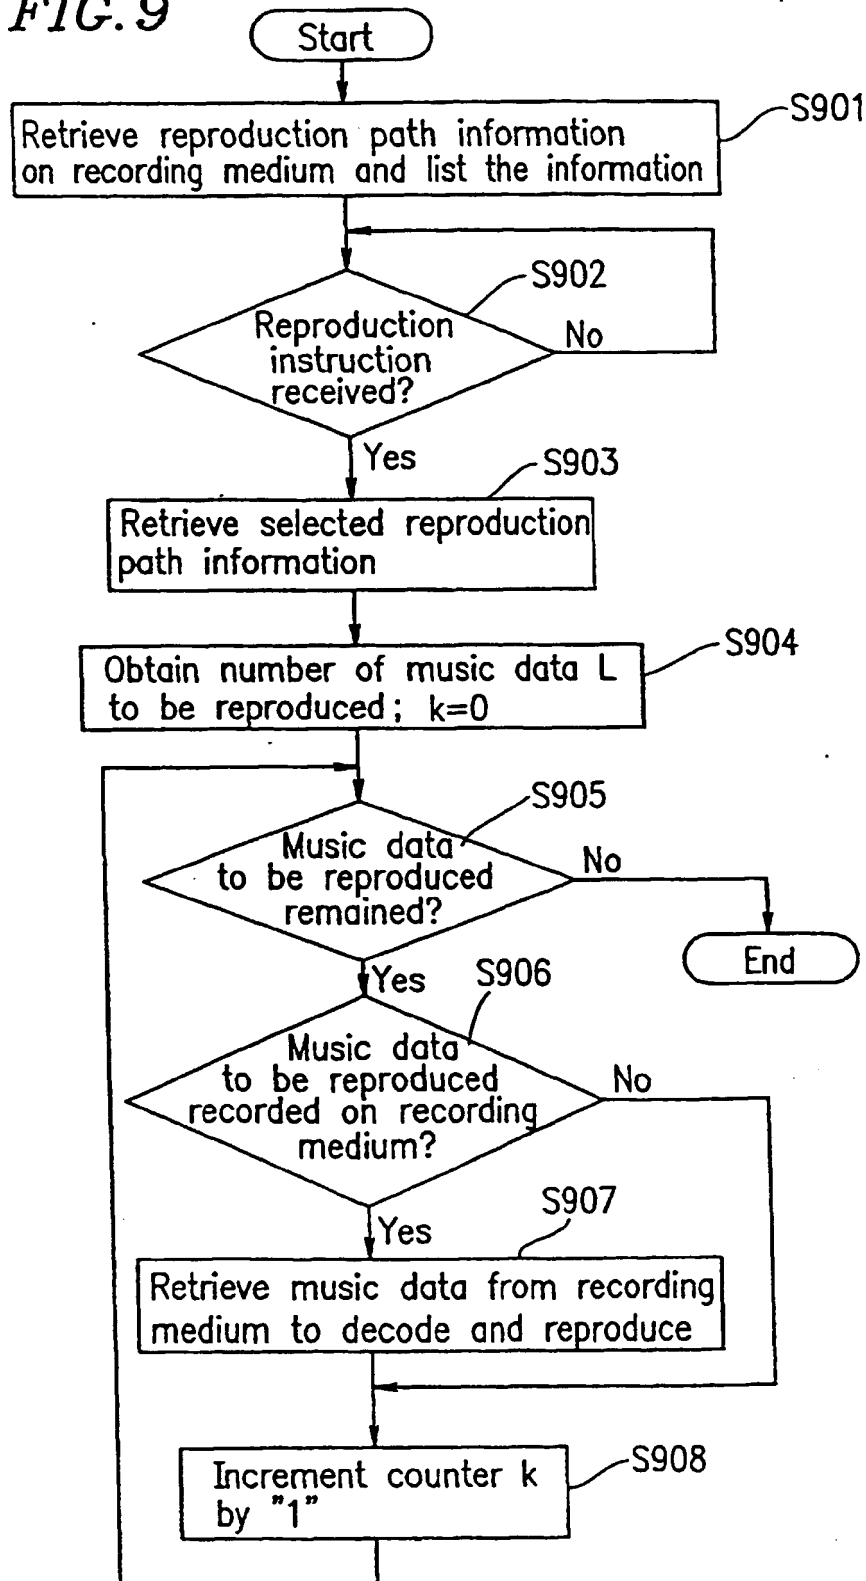 FIG. 9
Start
S901
Retrieve reproduction path information
on recording medium and list the information
S902
Reproduction
instruction
received?
No
Yes
S903
Retrieve selected reproduction
path information
S904
Obtain number of music data L
to be reproduced; k=0
S905
Music data
to be reproduced
remained?
No
End
Yes
S906
Music data
to be reproduced
recorded on recording
medium?
No
Yes
S907
Retrieve music data from recording
medium to decode and reproduce
S908
Increment counter k
by "1"